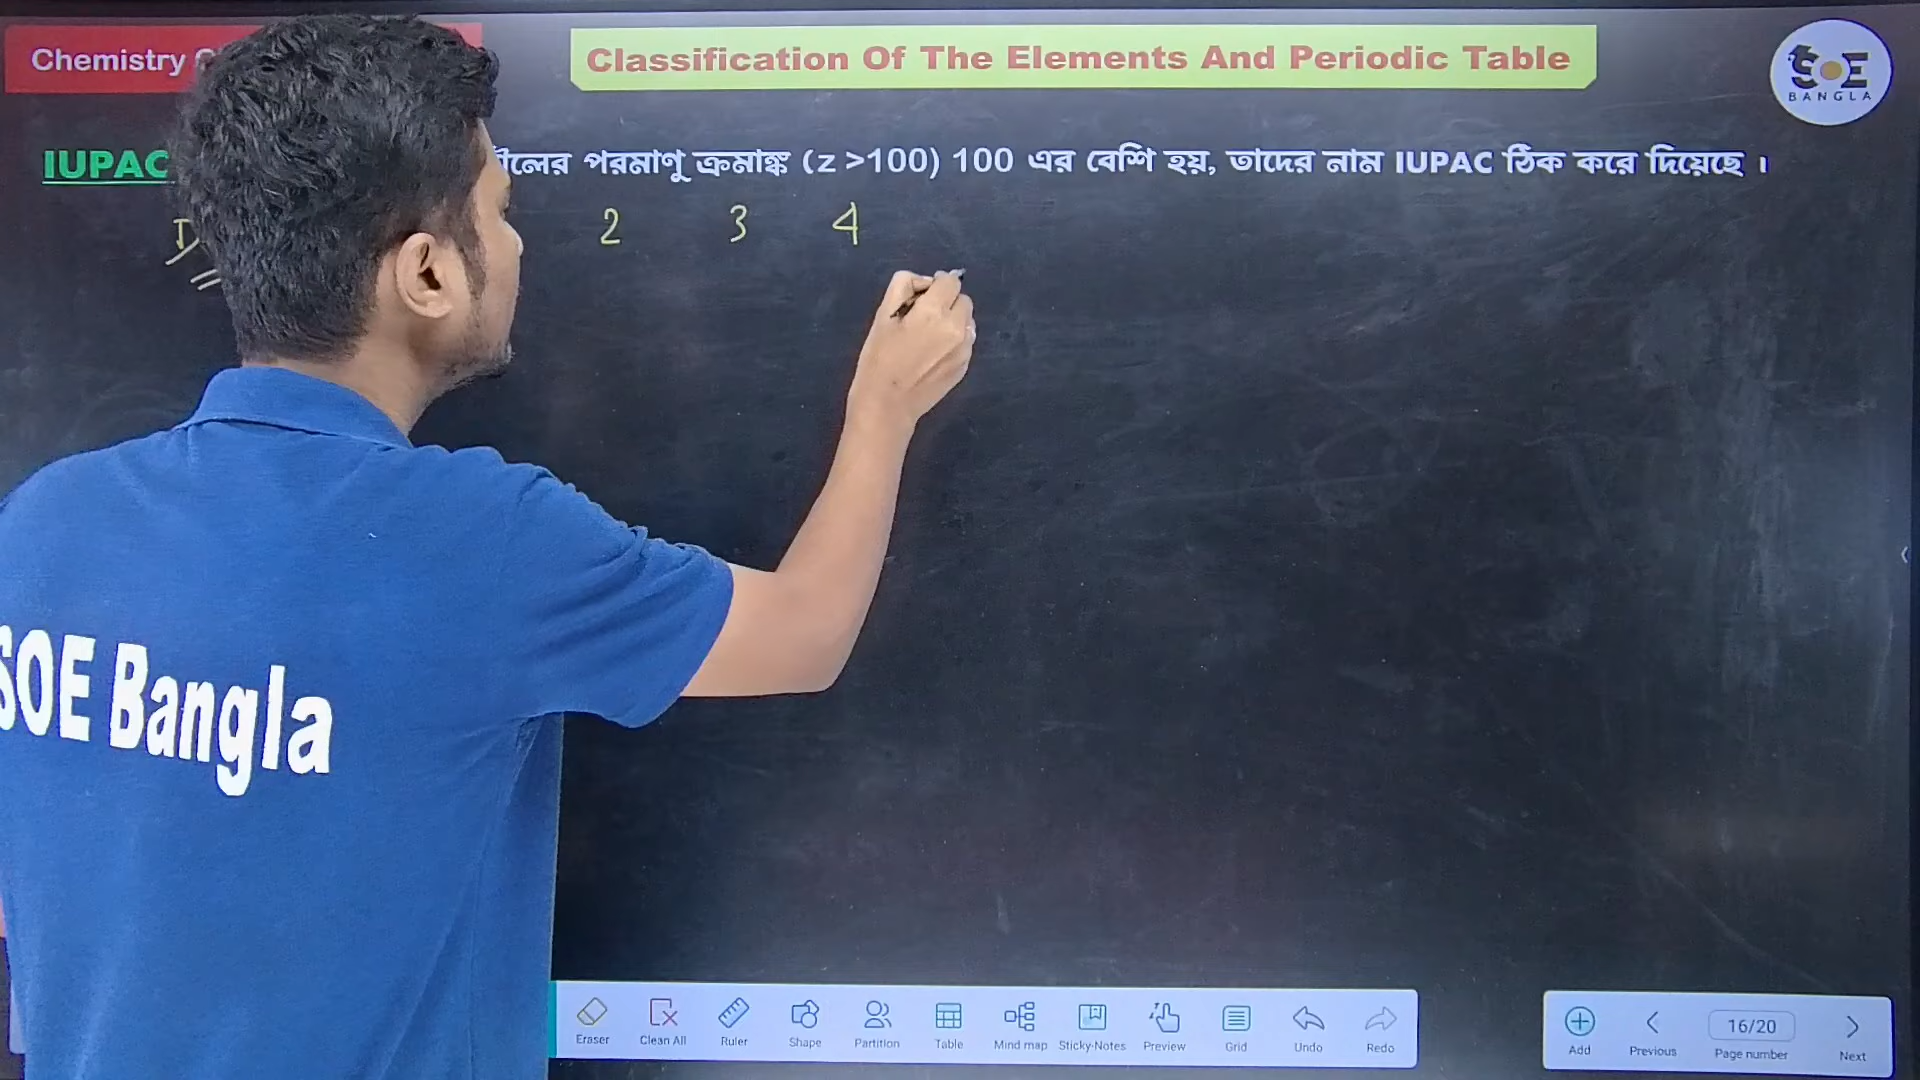 Chemistry
Classification Of The Elements And Periodic Table
SOE
BANGLA
IUPAC পরমাণু ক্রমাঙ্ক (z >100) 100 এর বেশি হয়, তাদের নাম IUPAC ঠিক করে দিয়েছে ।
2 3 4
SOE Bangla
Eraser Clean All Ruler Shape Partition Table Mind map Sticky-Notes Preview Grid Undo Redo
Add Previous 16/20 Page number Next